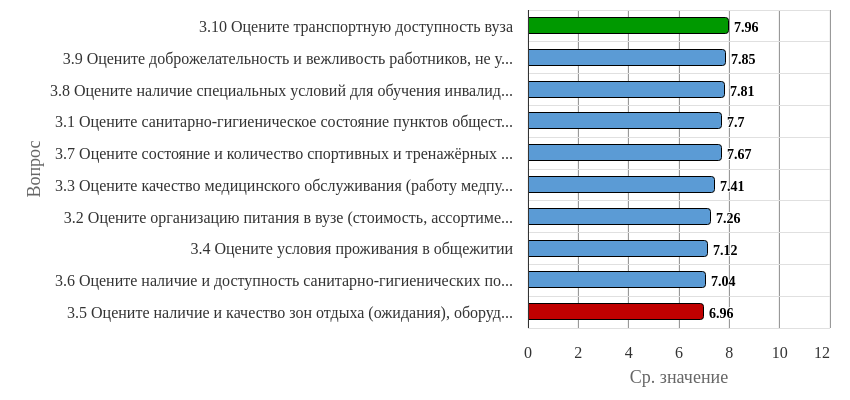 3.10 Оцените транспортную доступность вуза 7.96
3.9 Оцените доброжелательность и вежливость работников, не у... 7.85
3.8 Оцените наличие специальных условий для обучения инвалид... 7.81
3.1 Оцените санитарно-гигиеническое состояние пунктов общест... 7.7
3.7 Оцените состояние и количество спортивных и тренажёрных ... 7.67
3.3 Оцените качество медицинского обслуживания (работу медпу... 7.41
3.2 Оцените организацию питания в вузе (стоимость, ассортиме... 7.26
3.4 Оцените условия проживания в общежитии 7.12
3.6 Оцените наличие и доступность санитарно-гигиенических по... 7.04
3.5 Оцените наличие и качество зон отдыха (ожидания), оборуд... 6.96
Вопрос
0 2 4 6 8 10 12
Ср. значение